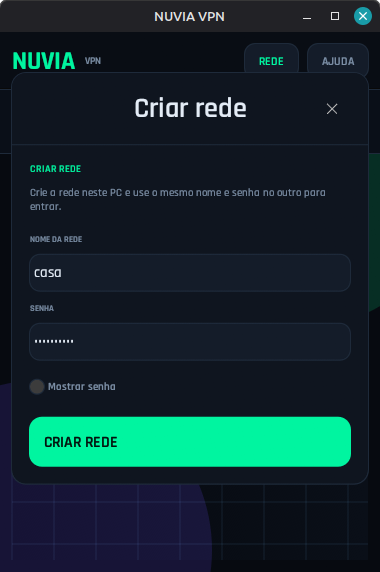 NUVIA VPN
NUVIA VPN
REDE
AJUDA
Criar rede
CRIAR REDE
Crie a rede neste PC e use o mesmo nome e senha no outro para
entrar.
NOME DA REDE
casa
SENHA
••••••••••
Mostrar senha
CRIAR REDE